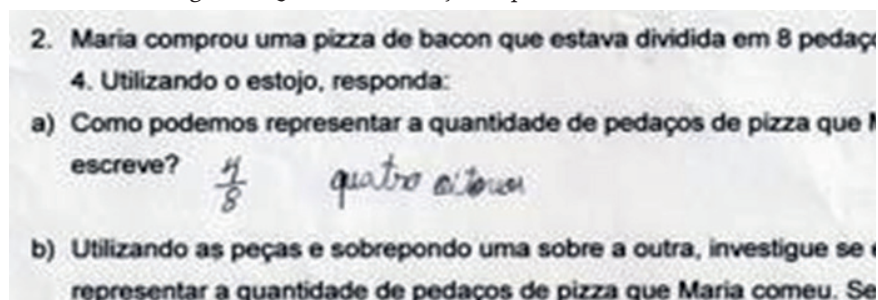 2. Maria comprou uma pizza de bacon que estava dividida em 8 pedaço
4. Utilizando o estojo, responda:
a) Como podemos representar a quantidade de pedaços de pizza que
escreve? 4/8 quatro oitavos
b) Utilizando as peças e sobrepondo uma sobre a outra, investigue se
representar a quantidade de pedaços de pizza que Maria comeu. Se